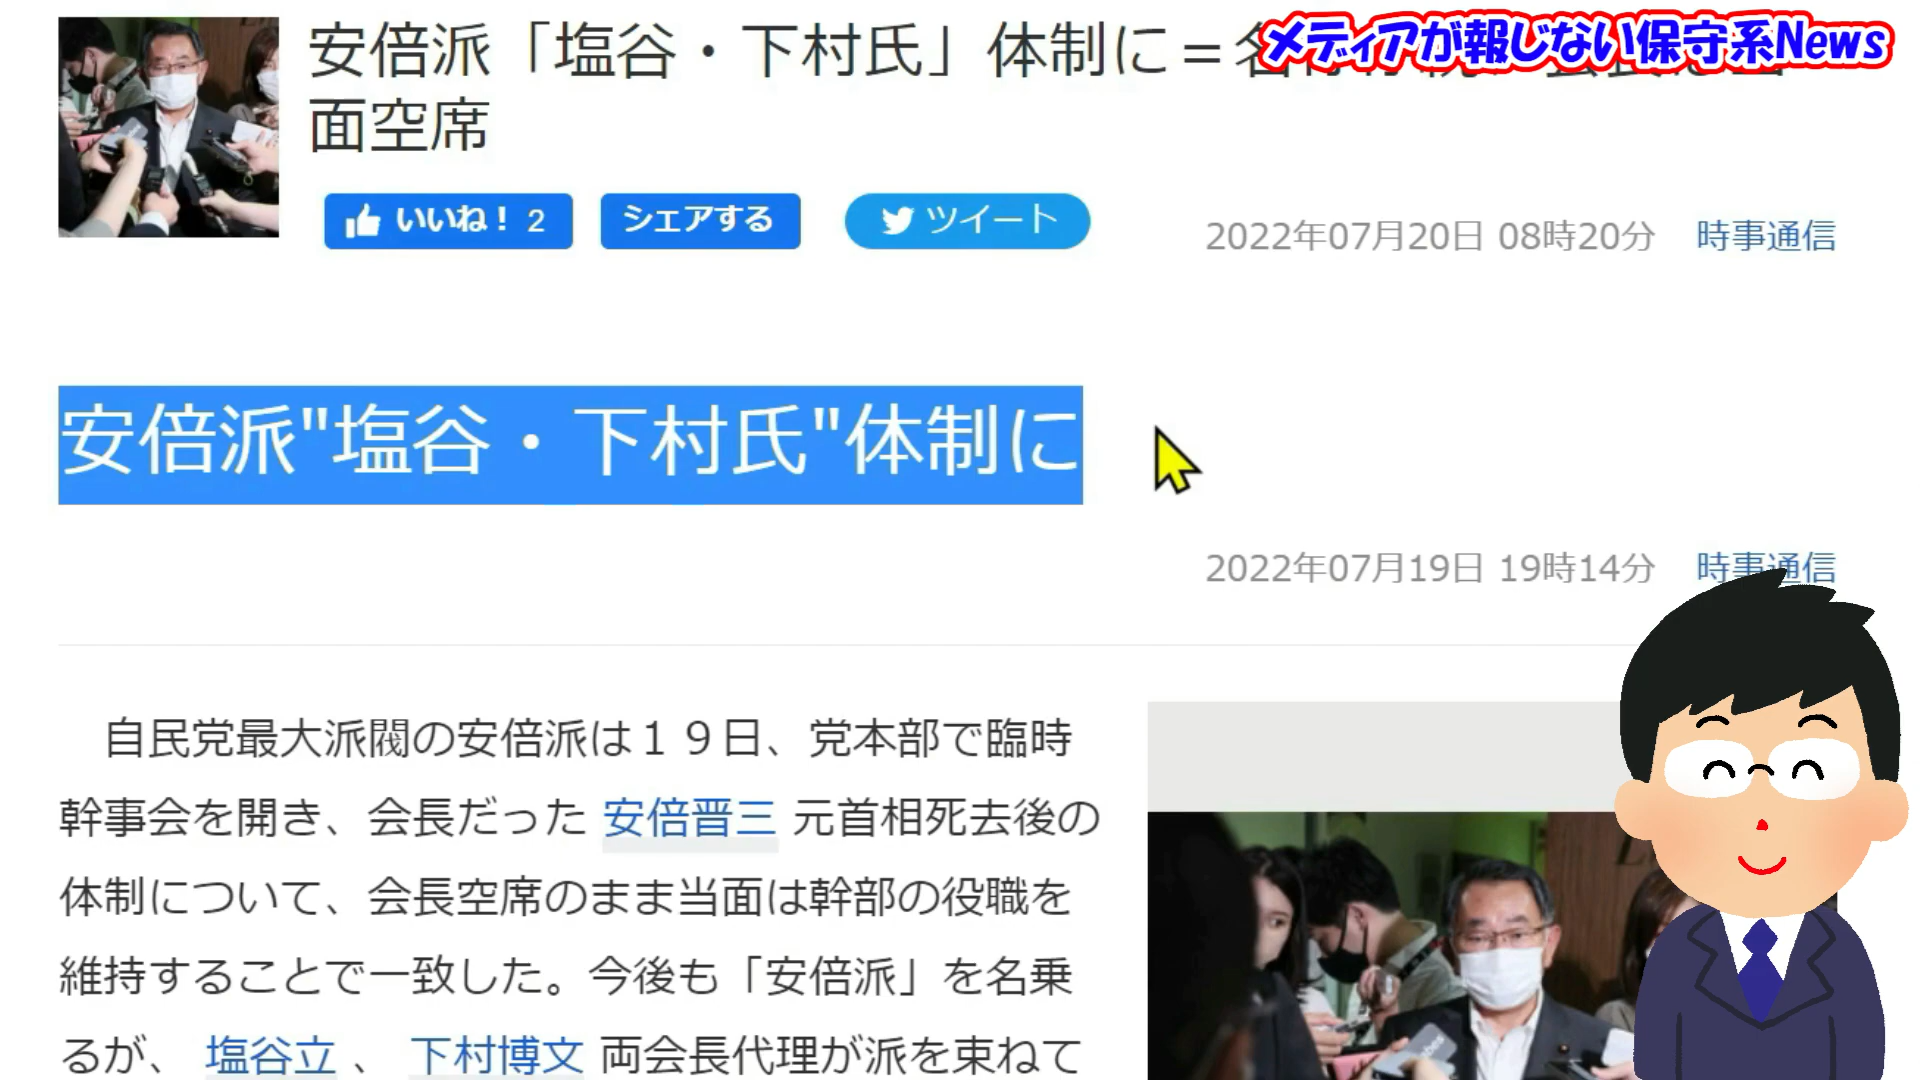 安倍派「塩谷・下村氏」体制に＝名
メディアが報じない保守系News
面空席
いいね！ 2
シェアする
ツイート
2022年07月20日 08時20分 時事通信
安倍派"塩谷・下村氏"体制に
2022年07月19日 19時14分 時事通信
自民党最大派閥の安倍派は１９日、党本部で臨時
幹事会を開き、会長だった 安倍晋三 元首相死去後の
体制について、会長空席のまま当面は幹部の役職を
維持することで一致した。今後も「安倍派」を名乗
るが、 塩谷立 、 下村博文 両会長代理が派を束ねて